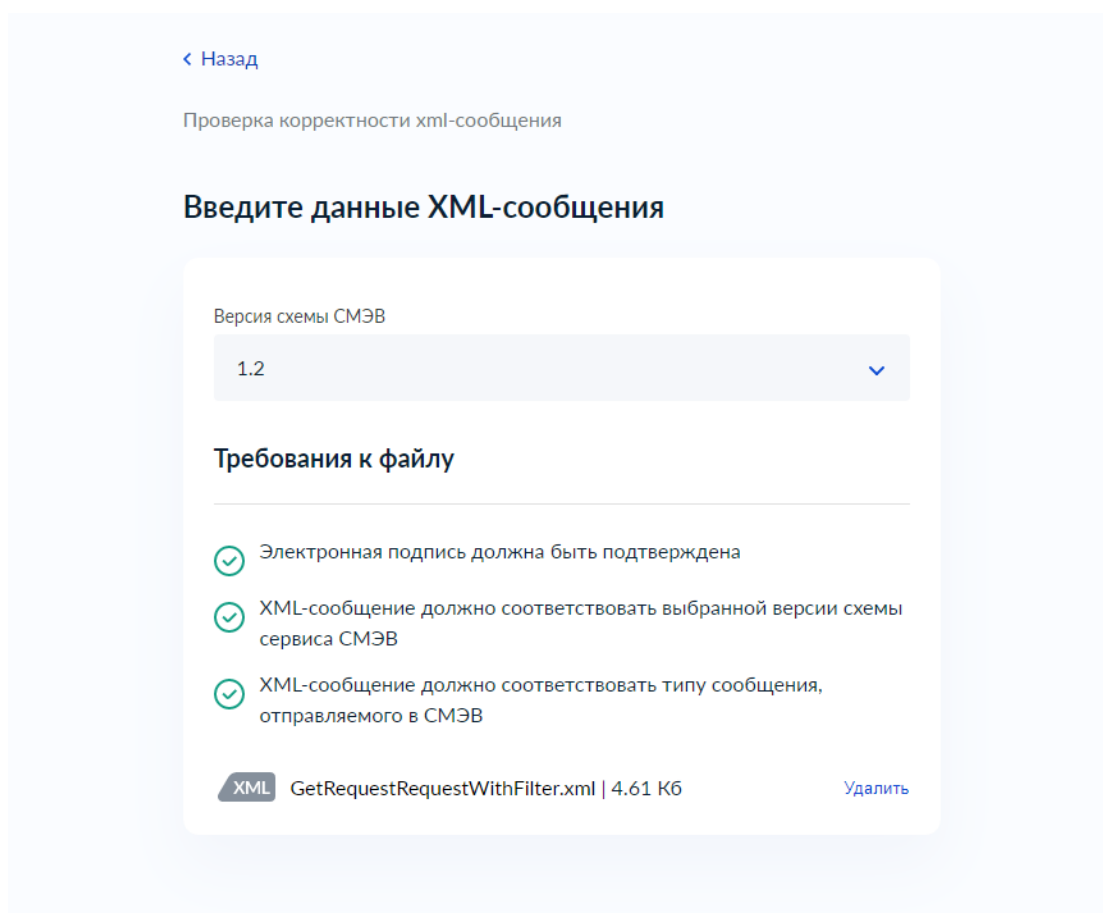 Назад
Проверка корректности xml-сообщения
Введите данные XML-сообщения
Версия схемы СМЭВ
1.2
Требования к файлу
Электронная подпись должна быть подтверждена
XML-сообщение должно соответствовать выбранной версии схемы
сервиса СМЭВ
XML-сообщение должно соответствовать типу сообщения,
отправляемого в СМЭВ
XML GetRequestRequestWithFilter.xml | 4.61 Кб Удалить